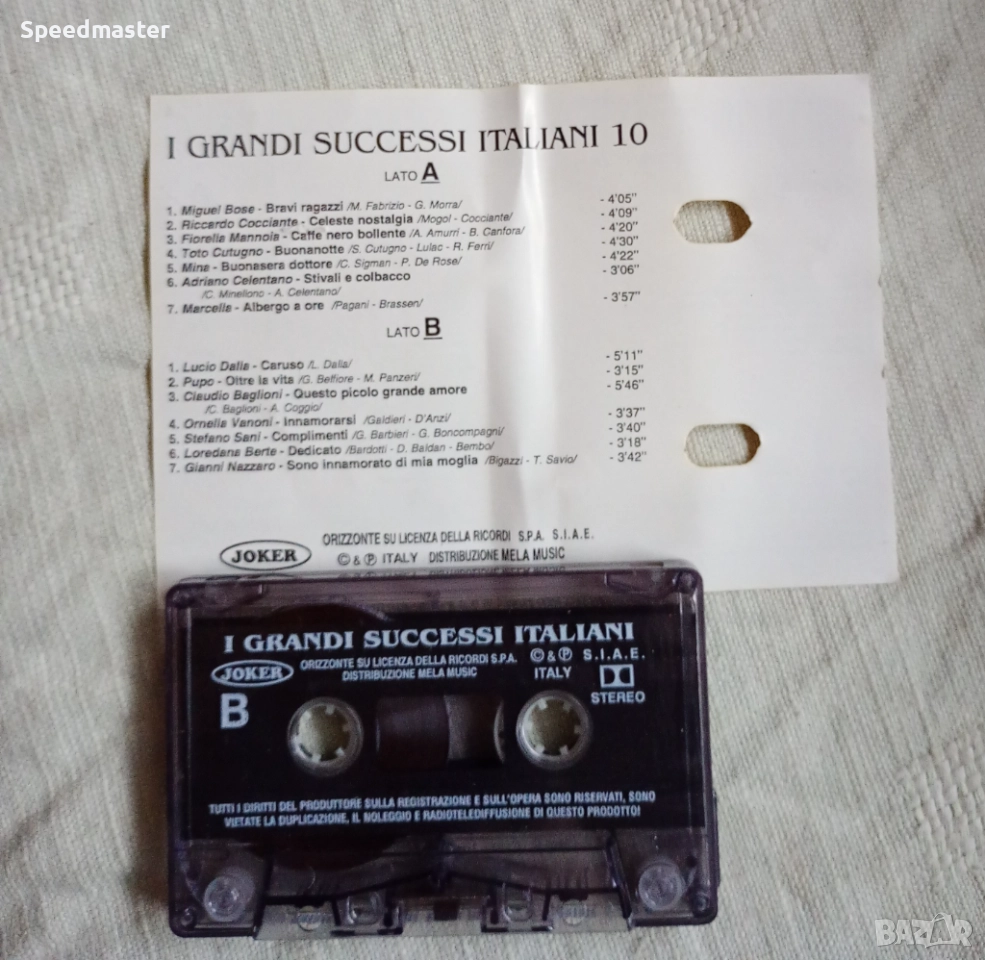 Speedmaster
I GRANDI SUCCESSI ITALIANI 10
LATO A
1. Miguel Bose - Bravi ragazzi /M. Fabrizio - G. Morra/ - 4'05"
2. Riccardo Cocciante - Celeste nostalgia /Mogol - Cocciante/ - 4'09"
3. Fiorella Mannoia - Caffe nero bollente /A. Amurri - B. Canfora/ - 4'20"
4. Toto Cutugno - Buonanotte /S. Cutugno - Lulac - R. Ferri/ - 4'30"
5. Mina - Buonasera dottore /C. Sigman - P. De Rose/ - 4'22"
6. Adriano Celentano - Stivali e colbacco - 3'06"
/C. Minellono - A. Celentano/
7. Marcella - Albergo a ore /Pagani - Brassen/ - 3'57"
LATO B
1. Lucio Dalla - Caruso /L. Dalla/ - 5'11"
2. Pupo - Oltre la vita /G. Belfiore - M. Panzeri/ - 3'15"
3. Claudio Baglioni - Questo picolo grande amore - 5'46"
/C. Baglioni - A. Coggio/
4. Ornella Vanoni - Innamorarsi /Galdieri - D'Anzi/ - 3'37"
5. Stefano Sani - Complimenti /G. Barbieri - G. Boncompagni/ - 3'40"
6. Loredana Berte - Dedicato /Bardotti - D. Baldan - Bembo/ - 3'18"
7. Gianni Nazzaro - Sono innamorato di mia moglia /Bigazzi - T. Savio/ - 3'42"
JOKER
ORIZZONTE SU LICENZA DELLA RICORDI S.P.A. S.I.A.E.
© & ℗ ITALY DISTRIBUZIONE MELA MUSIC
I GRANDI SUCCESSI ITALIANI
JOKER
ORIZZONTE SU LICENZA DELLA RICORDI S.P.A. © & ℗ S.I.A.E.
DISTRIBUZIONE MELA MUSIC ITALY
B
STEREO
TUTTI I DIRITTI DEL PRODUTTORE SULLA REGISTRAZIONE E SULL'OPERA SONO RISERVATI, SONO
VIETATE LA DUPLICAZIONE, IL NOLEGGIO E RADIOTELEDIFFUSIONE DI QUESTO PRODOTTO!
BAZAR